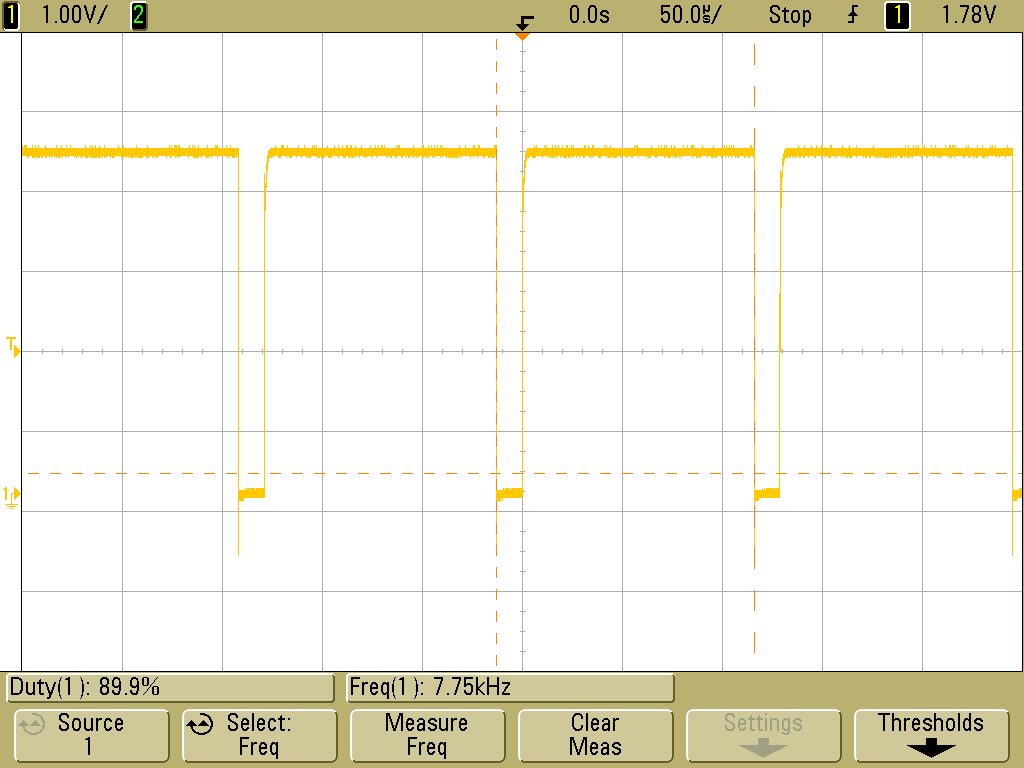 1 1.00V/ 2 0.0s 50.0µs/ Stop 1 1.78V
T
1
Duty(1): 89.9% Freq(1): 7.75kHz
Source
1
Select:
Freq
Measure
Freq
Clear
Meas
Settings
Thresholds